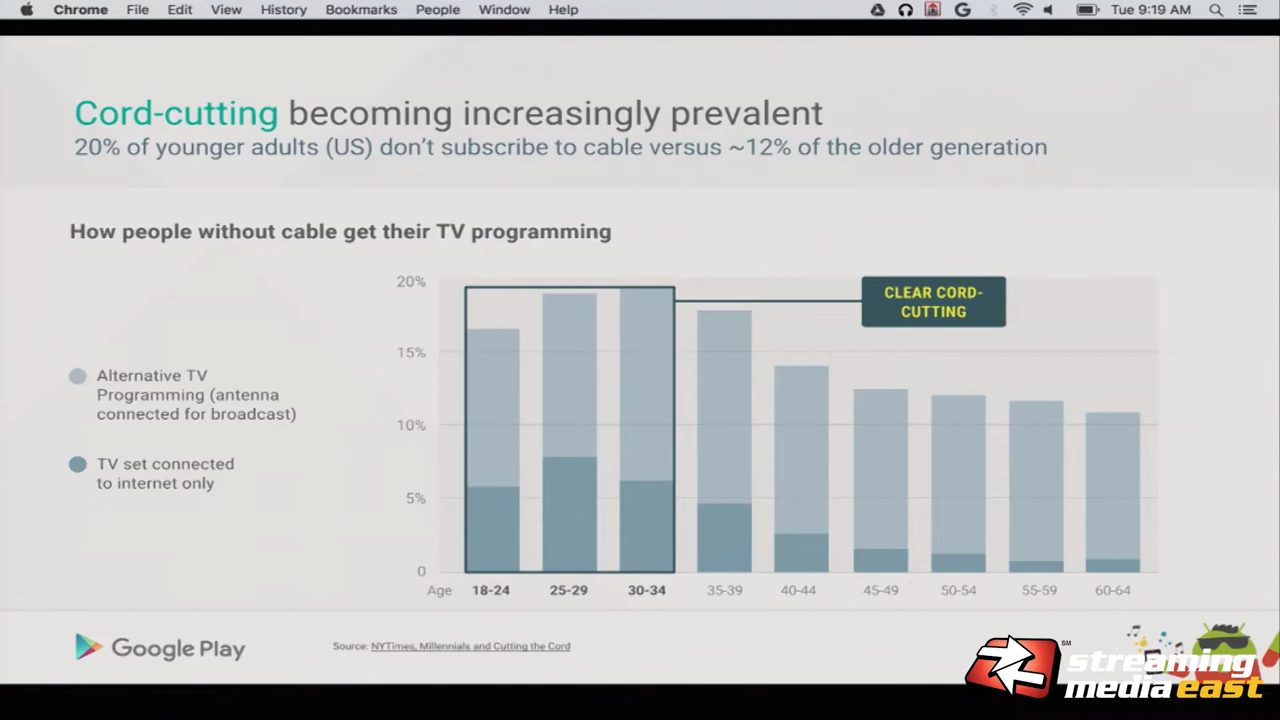 Chrome File Edit View History Bookmarks People Window Help Tue 9:19 AM
Cord-cutting becoming increasingly prevalent
20% of younger adults (US) don't subscribe to cable versus ~12% of the older generation
How people without cable get their TV programming
Alternative TV
Programming (antenna
connected for broadcast)
TV set connected
to internet only
20%
15%
10%
5%
0
CLEAR CORD-
CUTTING
Age 18-24 25-29 30-34 35-39 40-44 45-49 50-54 55-59 60-64
Google Play
Source: NYTimes, Millennials and Cutting the Cord
streaming SM
media east